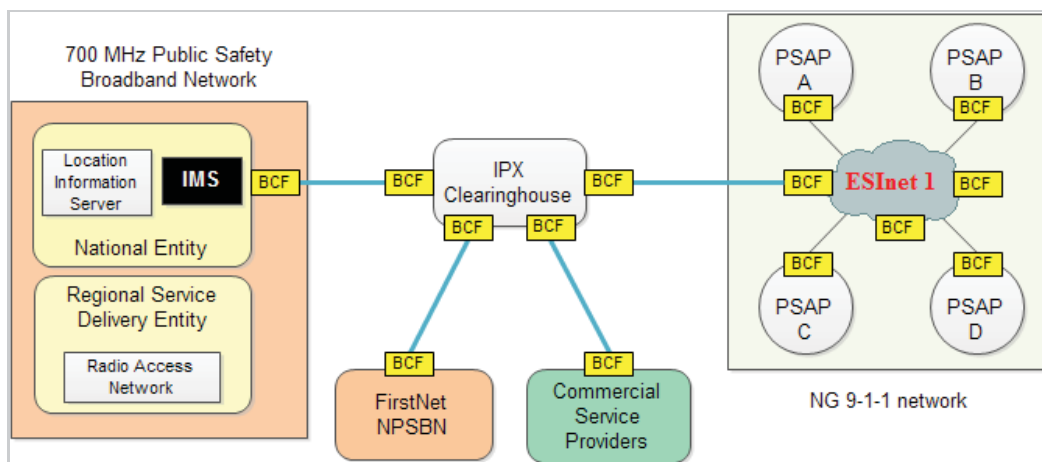 700 MHz Public Safety
Broadband Network
Location
Information
Server
IMS
BCF
National Entity
Regional Service
Delivery Entity
Radio Access
Network
BCF
IPX
Clearinghouse
BCF
BCF
BCF
BCF
FirstNet
NPSBN
BCF
Commercial
Service
Providers
PSAP
A
BCF
PSAP
B
BCF
BCF
ESInet 1
BCF
BCF
BCF
PSAP
C
BCF
PSAP
D
NG 9-1-1 network